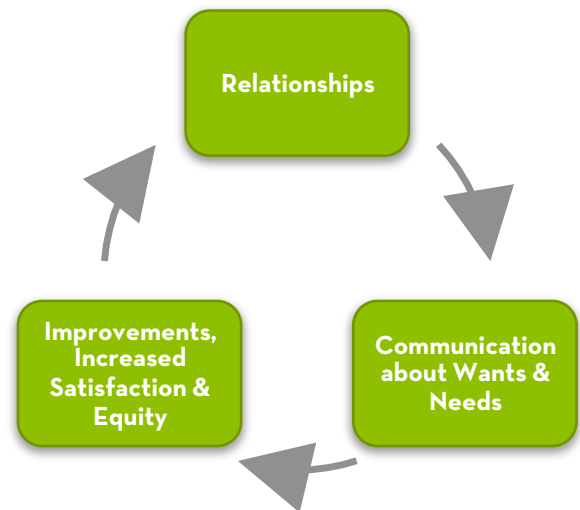 Relationships
Communication
about Wants &
Needs
Improvements,
Increased
Satisfaction &
Equity